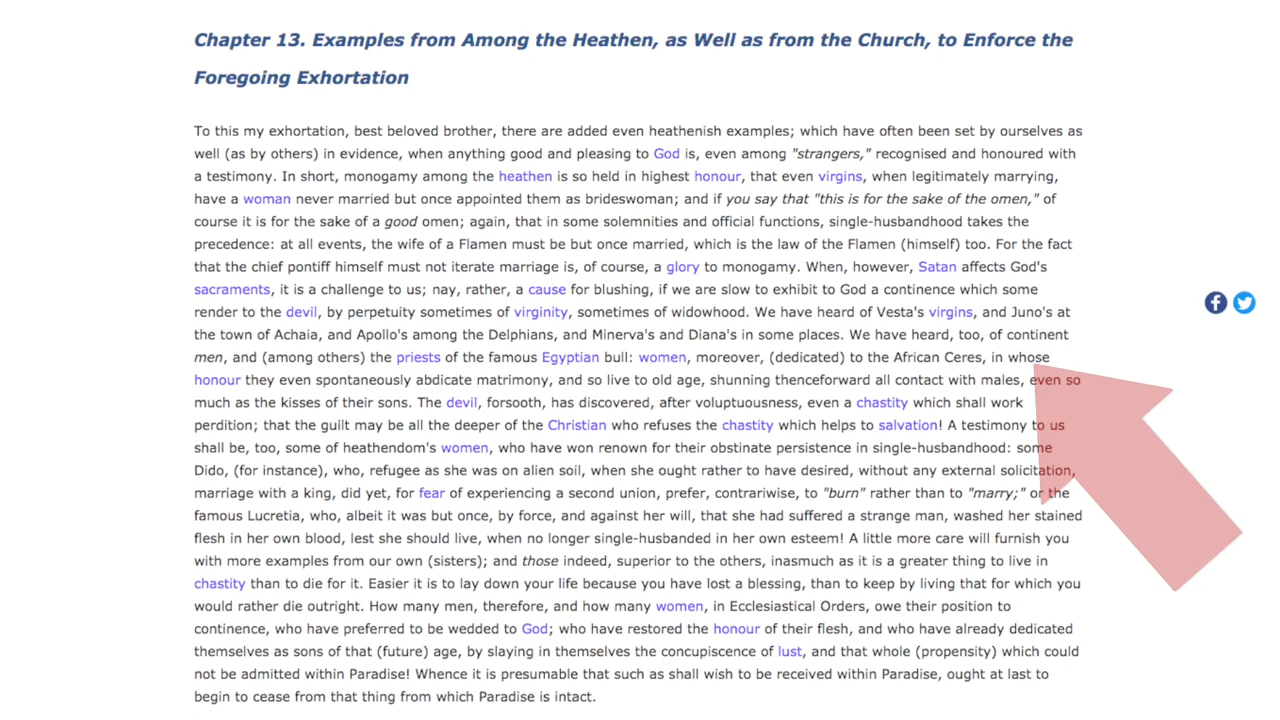 Chapter 13. Examples from Among the Heathen, as Well as from the Church, to Enforce the
Foregoing Exhortation
To this my exhortation, best beloved brother, there are added even heathenish examples; which have often been set by ourselves as
well (as by others) in evidence, when anything good and pleasing to God is, even among "strangers," recognised and honoured with
a testimony. In short, monogamy among the heathen is so held in highest honour, that even virgins, when legitimately marrying,
have a woman never married but once appointed them as brideswoman; and if you say that "this is for the sake of the omen," of
course it is for the sake of a good omen; again, that in some solemnities and official functions, single-husbandhood takes the
precedence: at all events, the wife of a Flamen must be but once married, which is the law of the Flamen (himself) too. For the fact
that the chief pontiff himself must not iterate marriage is, of course, a glory to monogamy. When, however, Satan affects God's
sacraments, it is a challenge to us; nay, rather, a cause for blushing, if we are slow to exhibit to God a continence which some
render to the devil, by perpetuity sometimes of virginity, sometimes of widowhood. We have heard of Vesta's virgins, and Juno's at
the town of Achaia, and Apollo's among the Delphians, and Minerva's and Diana's in some places. We have heard, too, of continent
men, and (among others) the priests of the famous Egyptian bull: women, moreover, (dedicated) to the African Ceres, in whose
honour they even spontaneously abdicate matrimony, and so live to old age, shunning thenceforward all contact with males, even so
much as the kisses of their sons. The devil, forsooth, has discovered, after voluptuousness, even a chastity which shall work
perdition; that the guilt may be all the deeper of the Christian who refuses the chastity which helps to salvation! A testimony to us
shall be, too, some of heathendom's women, who have won renown for their obstinate persistence in single-husbandhood: some
Dido, (for instance), who, refugee as she was on alien soil, when she ought rather to have desired, without any external solicitation,
marriage with a king, did yet, for fear of experiencing a second union, prefer, contrariwise, to "burn" rather than to "marry;" or the
famous Lucretia, who, albeit it was but once, by force, and against her will, that she had suffered a strange man, washed her stained
flesh in her own blood, lest she should live, when no longer single-husbanded in her own esteem! A little more care will furnish you
with more examples from our own (sisters); and those indeed, superior to the others, inasmuch as it is a greater thing to live in
chastity than to die for it. Easier it is to lay down your life because you have lost a blessing, than to keep by living that for which you
would rather die outright. How many men, therefore, and how many women, in Ecclesiastical Orders, owe their position to
continence, who have preferred to be wedded to God; who have restored the honour of their flesh, and who have already dedicated
themselves as sons of that (future) age, by slaying in themselves the concupiscence of lust, and that whole (propensity) which could
not be admitted within Paradise! Whence it is presumable that such as shall wish to be received within Paradise, ought at last to
begin to cease from that thing from which Paradise is intact.